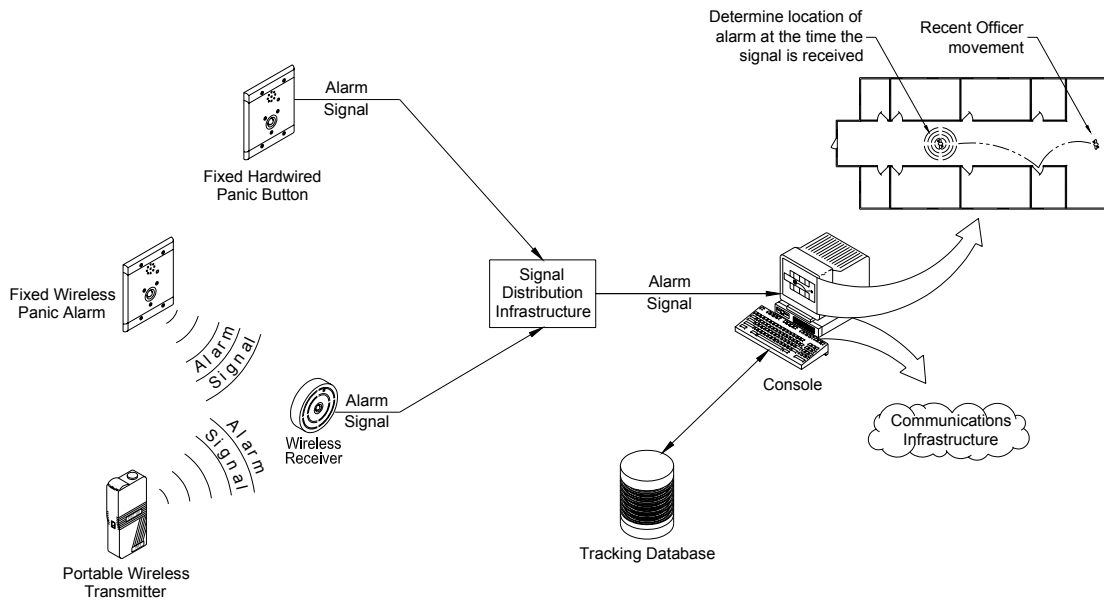 Determine location of
alarm at the time the
signal is received
Recent Officer
movement
Alarm
Signal
Fixed Hardwired
Panic Button
Fixed Wireless
Panic Alarm
Alarm
Signal
Signal
Distribution
Infrastructure
Alarm
Signal
Console
Alarm
Signal
Wireless
Receiver
Alarm
Signal
Communications
Infrastructure
Tracking Database
Portable Wireless
Transmitter